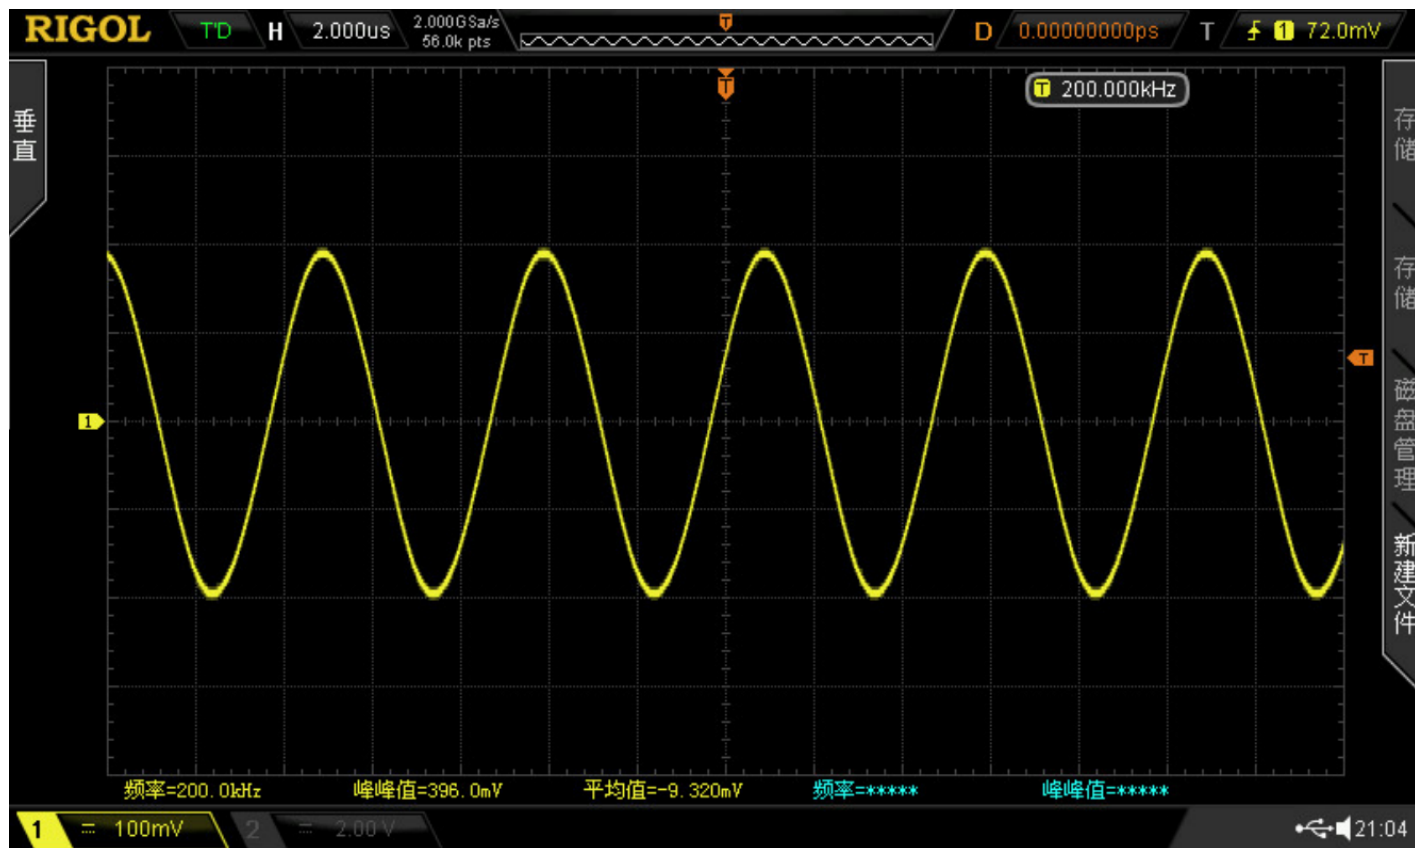 RIGOL T'D H 2.000us 2.000GSa/s D 0.00000000ps T 1 72.0mV
56.0k pts
T
T 200.000kHz
垂直
存储
存储
磁盘管理
新建文件
T
1
频率=200.0kHz 峰峰值=396.0mV 平均值=-9.320mV 频率=***** 峰峰值=*****
1 100mV 2 2.00 V 21:04